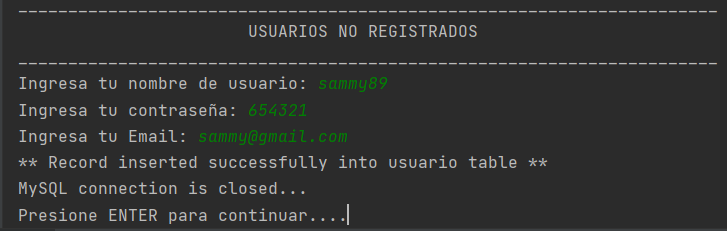 ------------------------------------------------------------
USUARIOS NO REGISTRADOS
------------------------------------------------------------
Ingresa tu nombre de usuario: sammy89
Ingresa tu contraseña: 654321
Ingresa tu Email: sammy@gmail.com
** Record inserted successfully into usuario table **
MySQL connection is closed...
Presione ENTER para continuar....